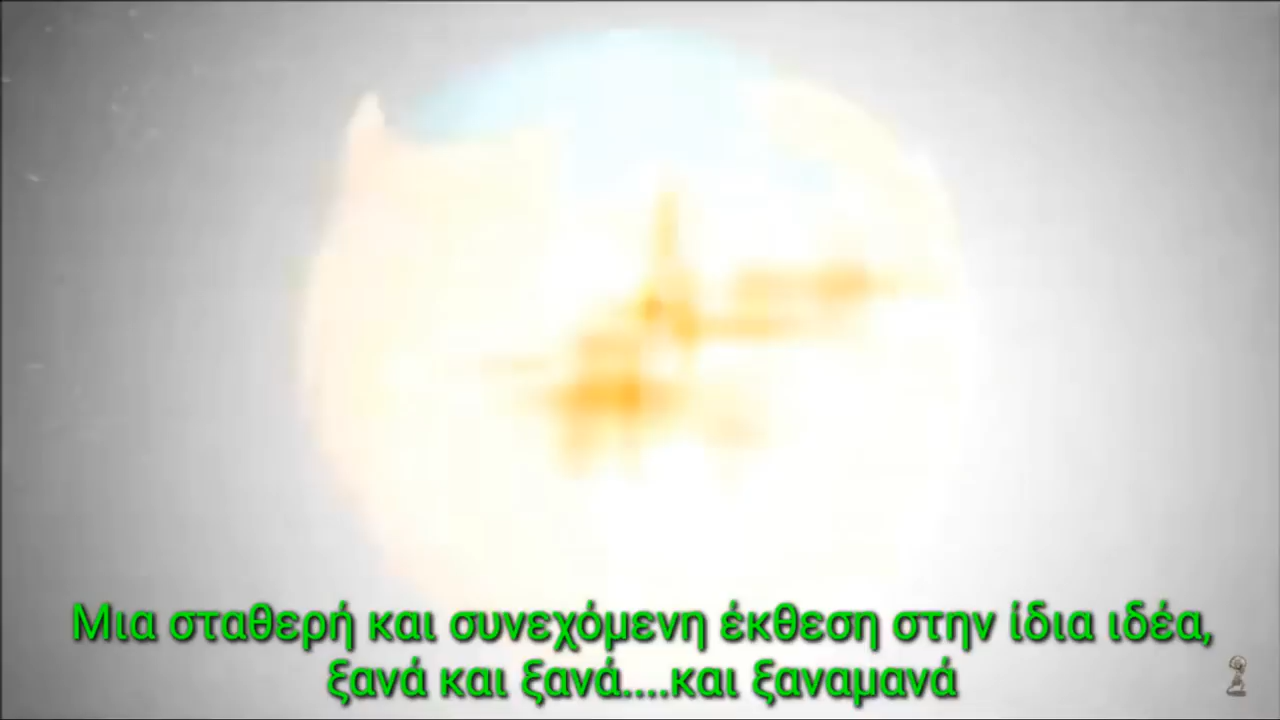 Μια σταθερή και συνεχόμενη έκθεση στην ίδια ιδέα,
ξανά και ξανά....και ξαναμανά